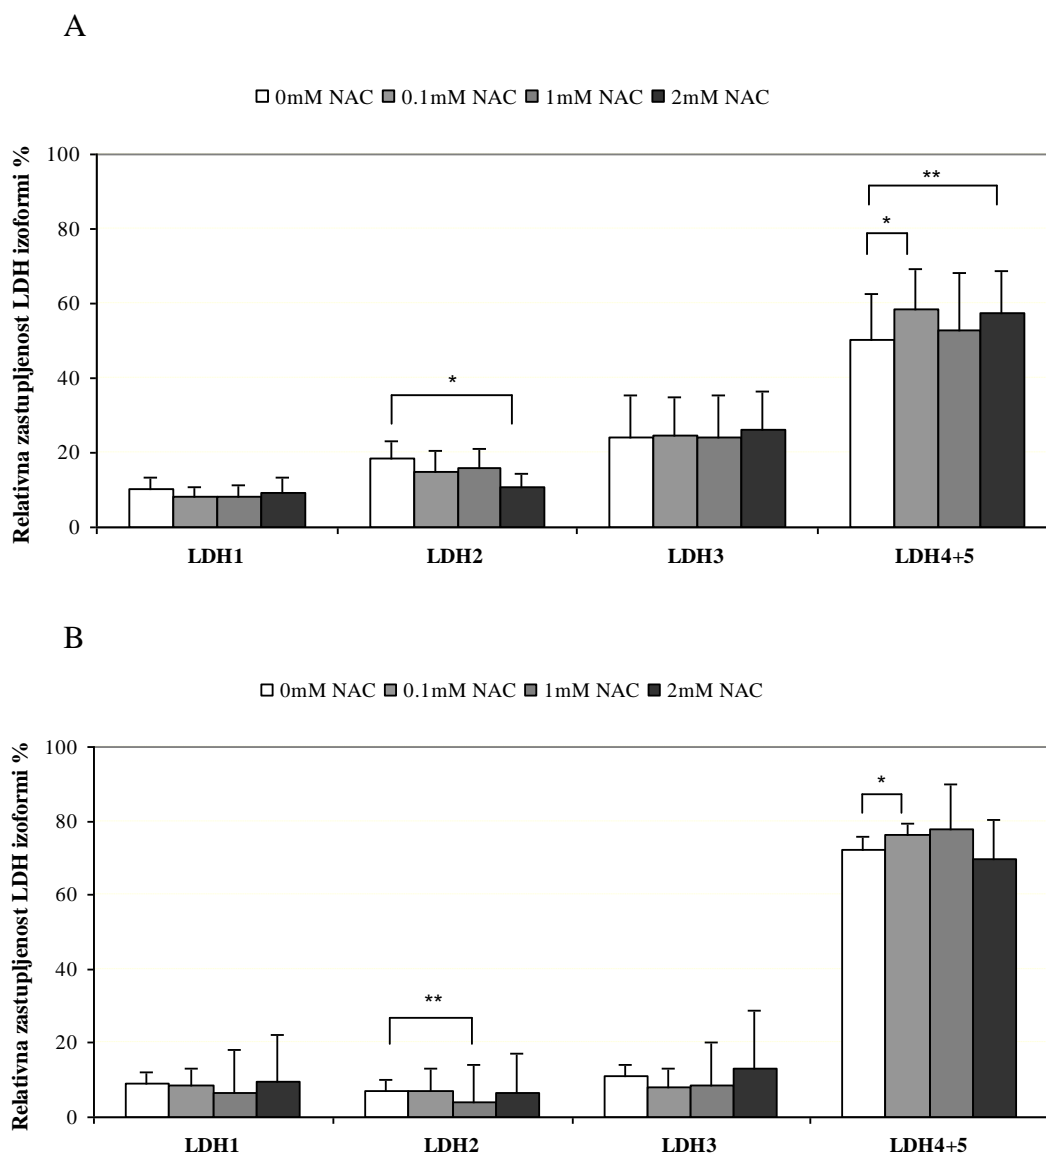 A
0mM NAC 0.1mM NAC 1mM NAC 2mM NAC
Relativna zastupljenost LDH izoformi %
100
80
60
40
20
0
*
*
**
LDH1 LDH2 LDH3 LDH4+5
B
0mM NAC 0.1mM NAC 1mM NAC 2mM NAC
Relativna zastupljenost LDH izoformi %
100
80
60
40
20
0
**
*
LDH1 LDH2 LDH3 LDH4+5